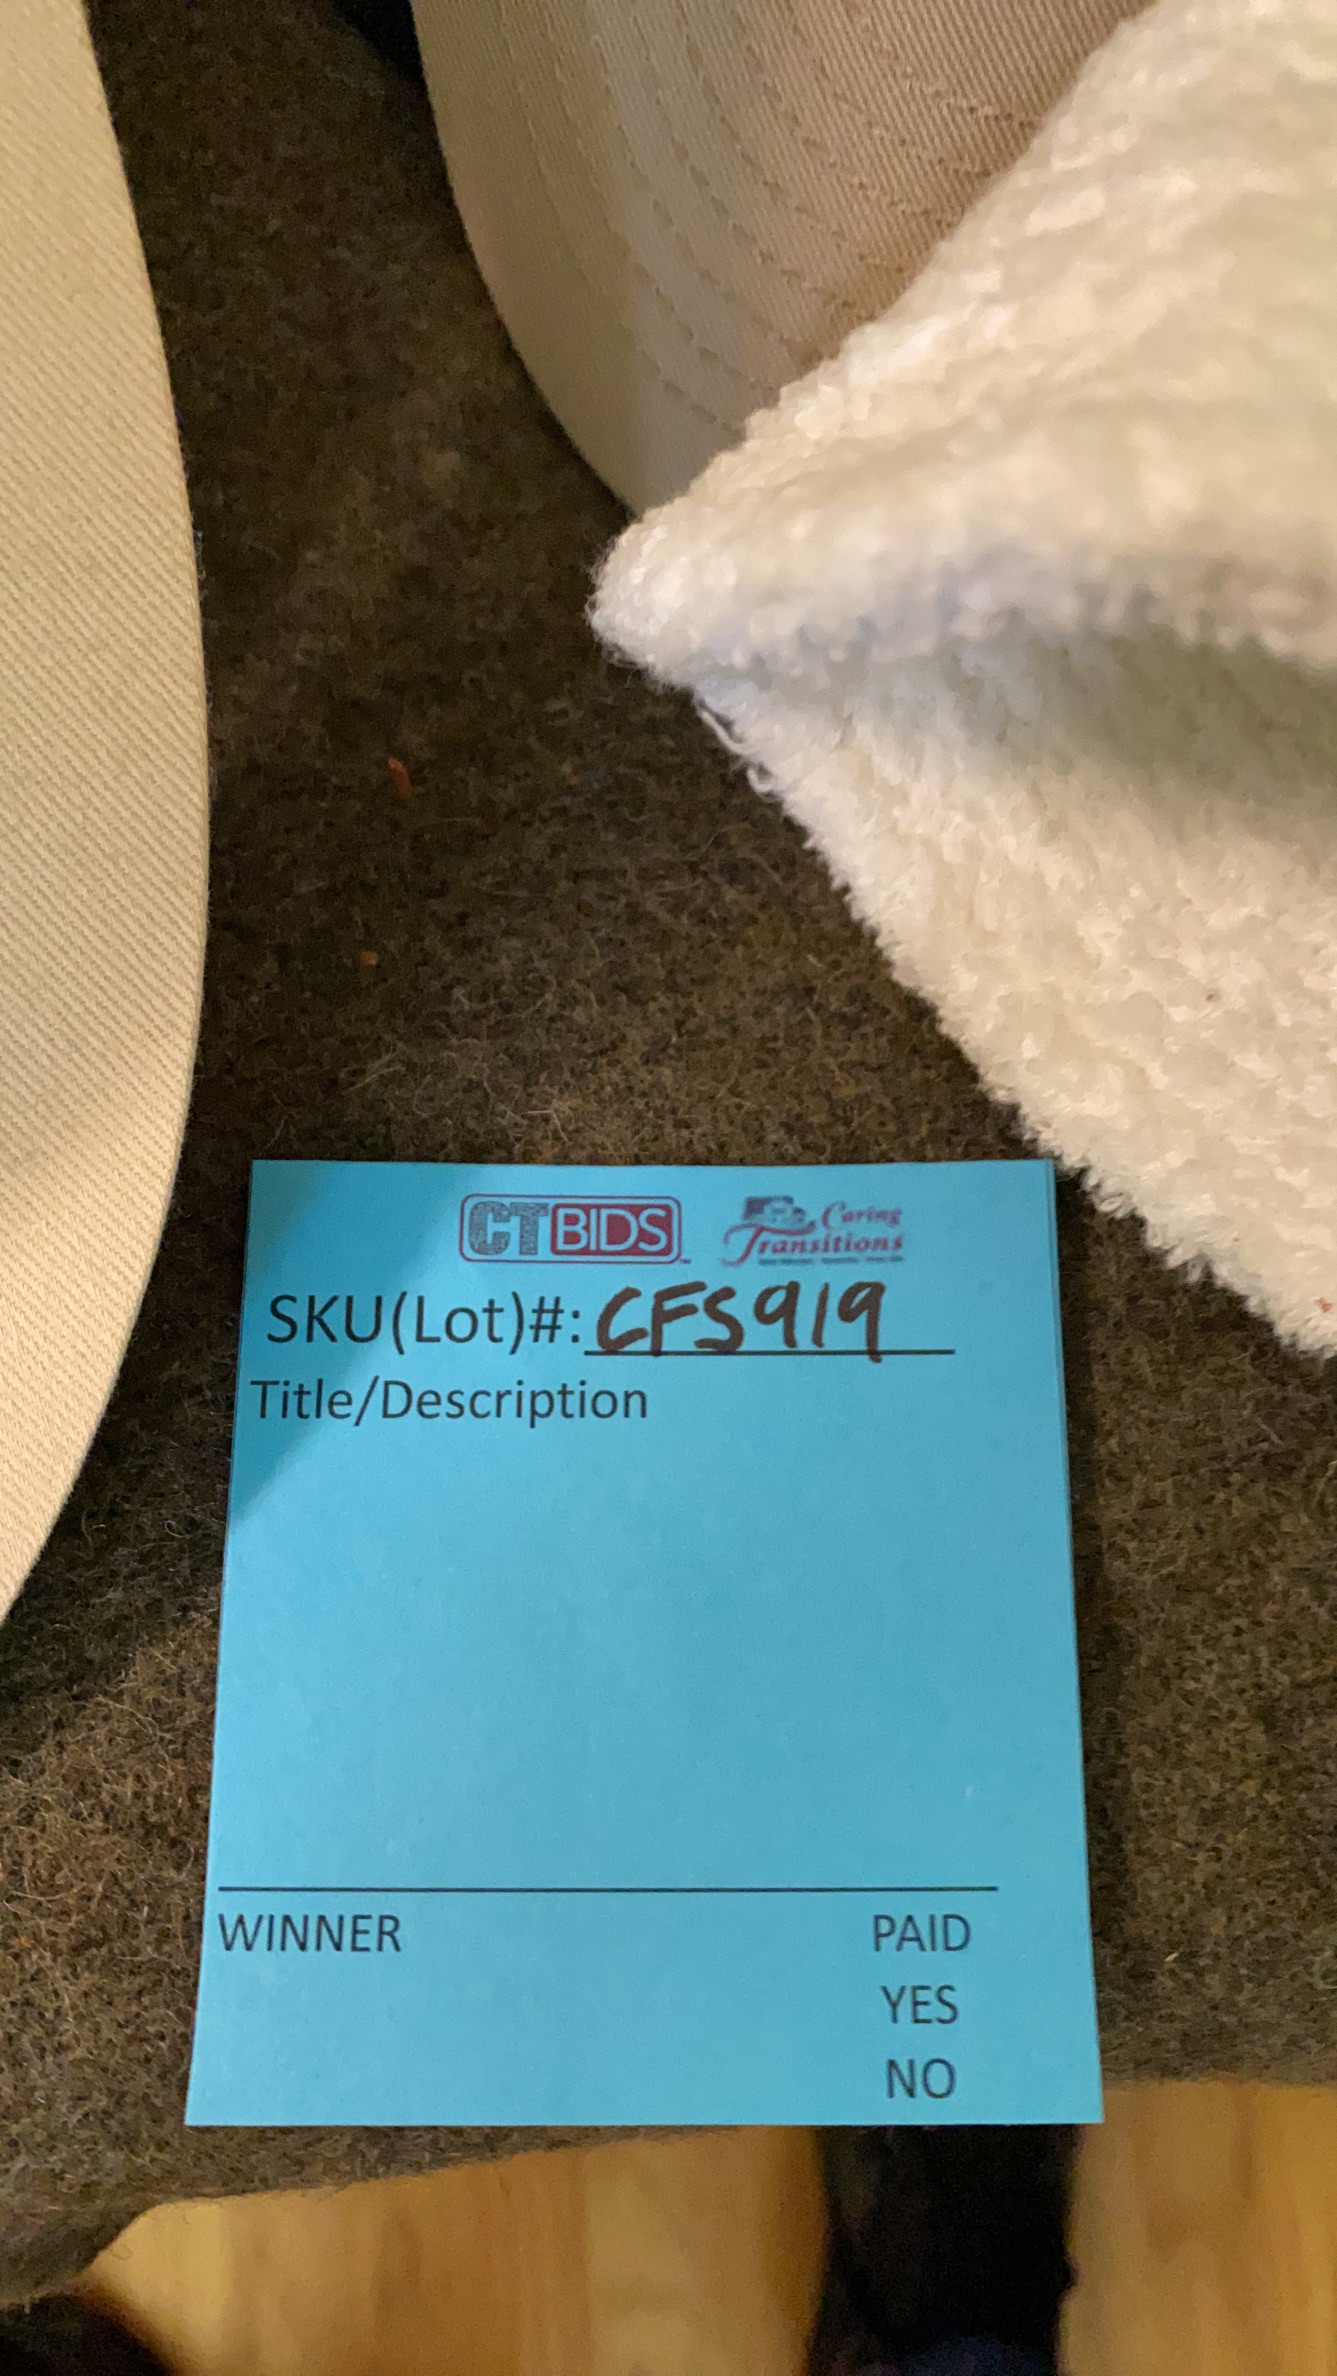 CTBIDS Caring
Transitions
SKU(Lot)#: CFS919
Title/Description
WINNER PAID
YES
NO